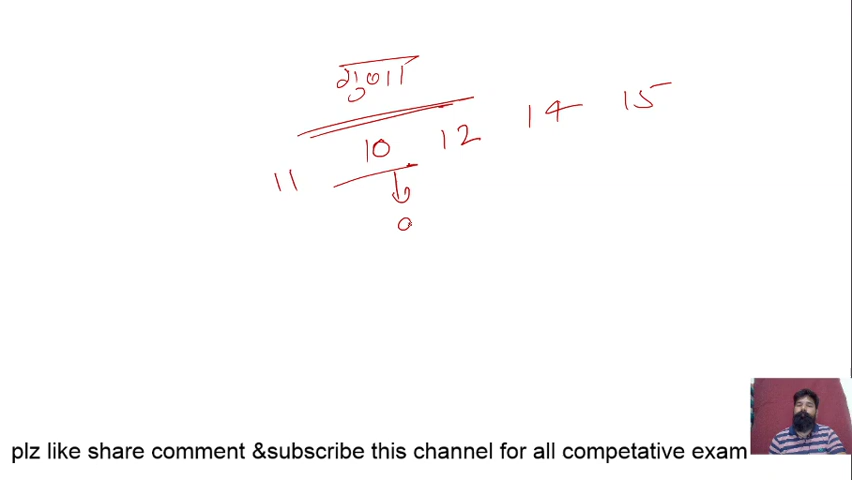 गुणा
11 10 12 14 15
0
plz like share comment &subscribe this channel for all competative exam